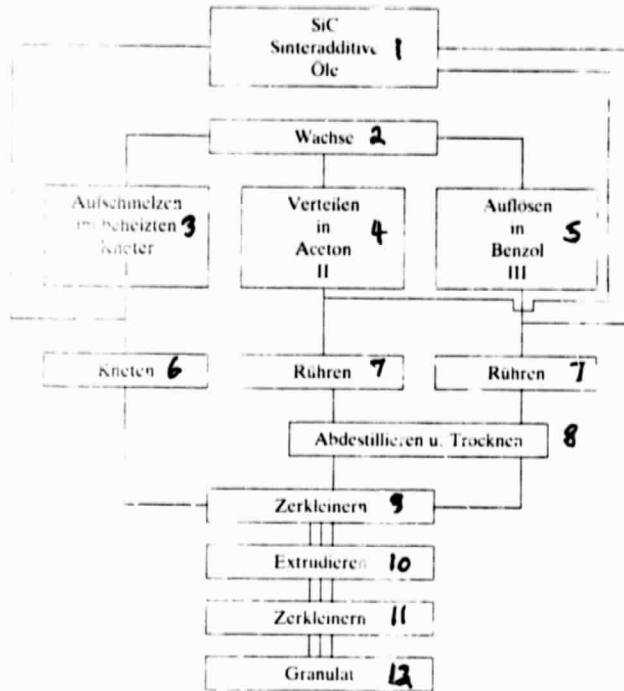 SiC
Sinteradditive 1
Öle
Wachse 2
Aufschmelzen
im beheizten 3
Kneter
Verteilen
in 4
Aceton
II
Auflösen
in 5
Benzol
III
Kneten 6
Rühren 7
Rühren 7
Abdestillieren u. Trocknen 8
Zerkleinern 9
Extrudieren 10
Zerkleinern 11
Granulat 12